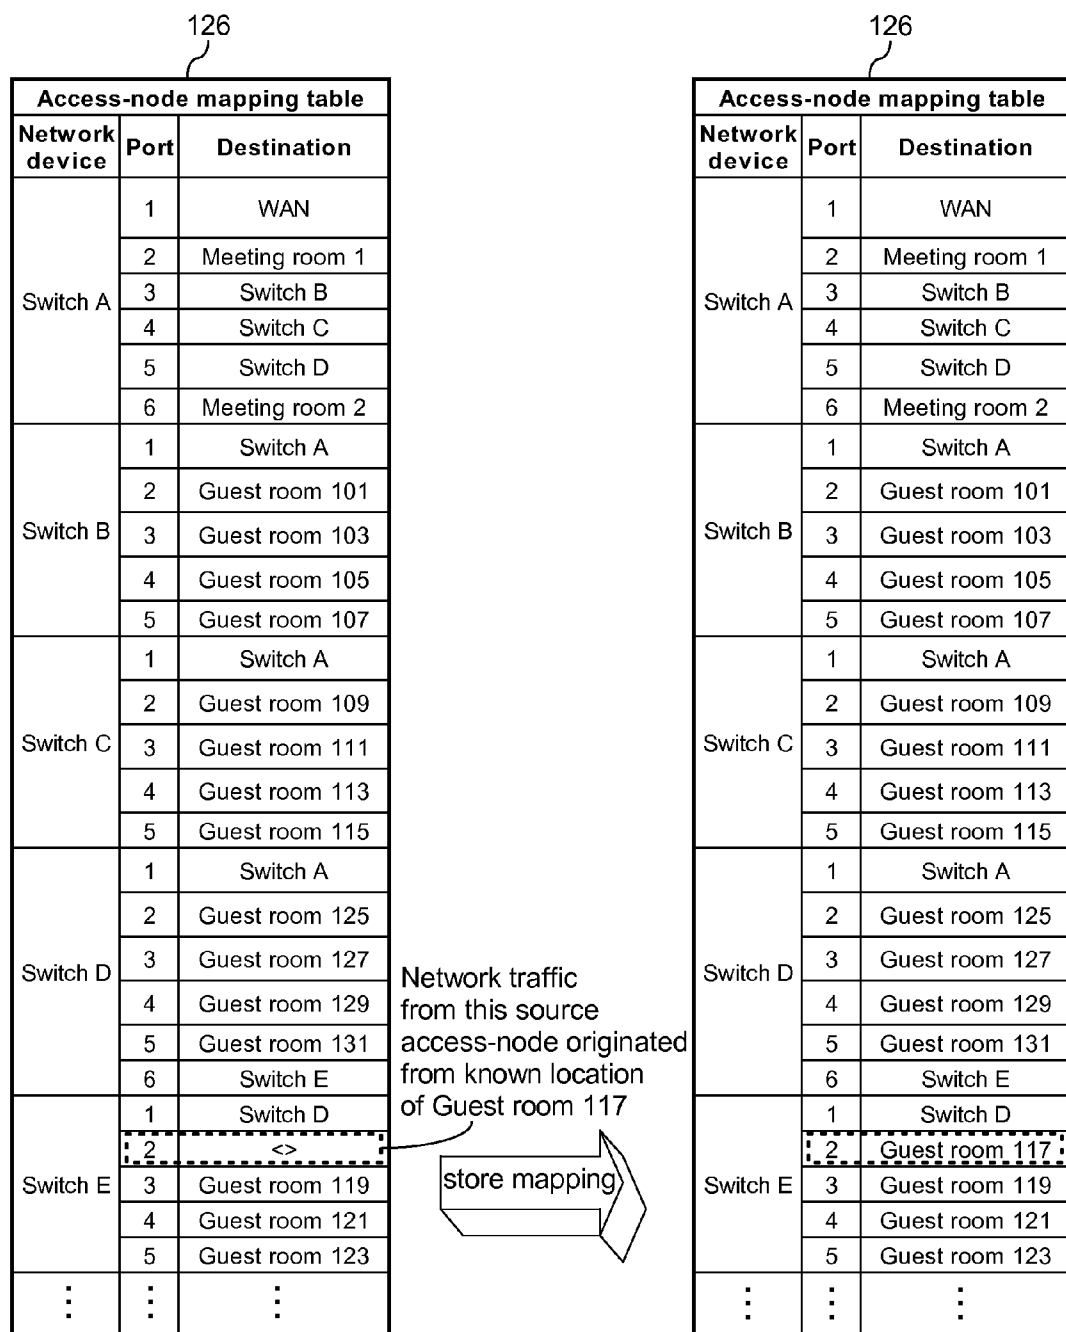 126
Access-node mapping table
Network device Port Destination
Switch A
1 WAN
2 Meeting room 1
3 Switch B
4 Switch C
5 Switch D
6 Meeting room 2
Switch B
1 Switch A
2 Guest room 101
3 Guest room 103
4 Guest room 105
5 Guest room 107
Switch C
1 Switch A
2 Guest room 109
3 Guest room 111
4 Guest room 113
5 Guest room 115
Switch D
1 Switch A
2 Guest room 125
3 Guest room 127
4 Guest room 129
5 Guest room 131
6 Switch E
Switch E
1 Switch D
2 <>
3 Guest room 119
4 Guest room 121
5 Guest room 123
Network traffic
from this source
access-node originated
from known location
of Guest room 117
store mapping
126
Access-node mapping table
Network device Port Destination
Switch A
1 WAN
2 Meeting room 1
3 Switch B
4 Switch C
5 Switch D
6 Meeting room 2
Switch B
1 Switch A
2 Guest room 101
3 Guest room 103
4 Guest room 105
5 Guest room 107
Switch C
1 Switch A
2 Guest room 109
3 Guest room 111
4 Guest room 113
5 Guest room 115
Switch D
1 Switch A
2 Guest room 125
3 Guest room 127
4 Guest room 129
5 Guest room 131
6 Switch E
Switch E
1 Switch D
2 Guest room 117
3 Guest room 119
4 Guest room 121
5 Guest room 123